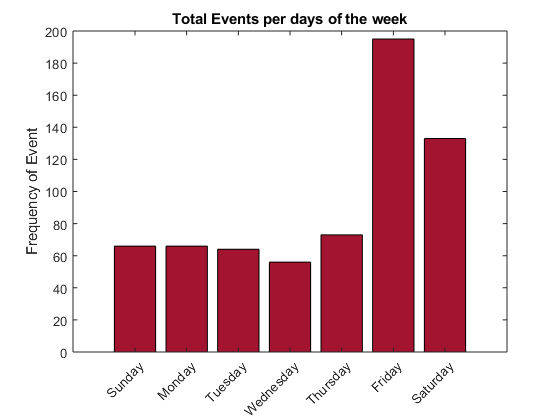 Total Events per days of the week
Frequency of Event
200
180
160
140
120
100
80
60
40
20
0
Sunday
Monday
Tuesday
Wednesday
Thursday
Friday
Saturday